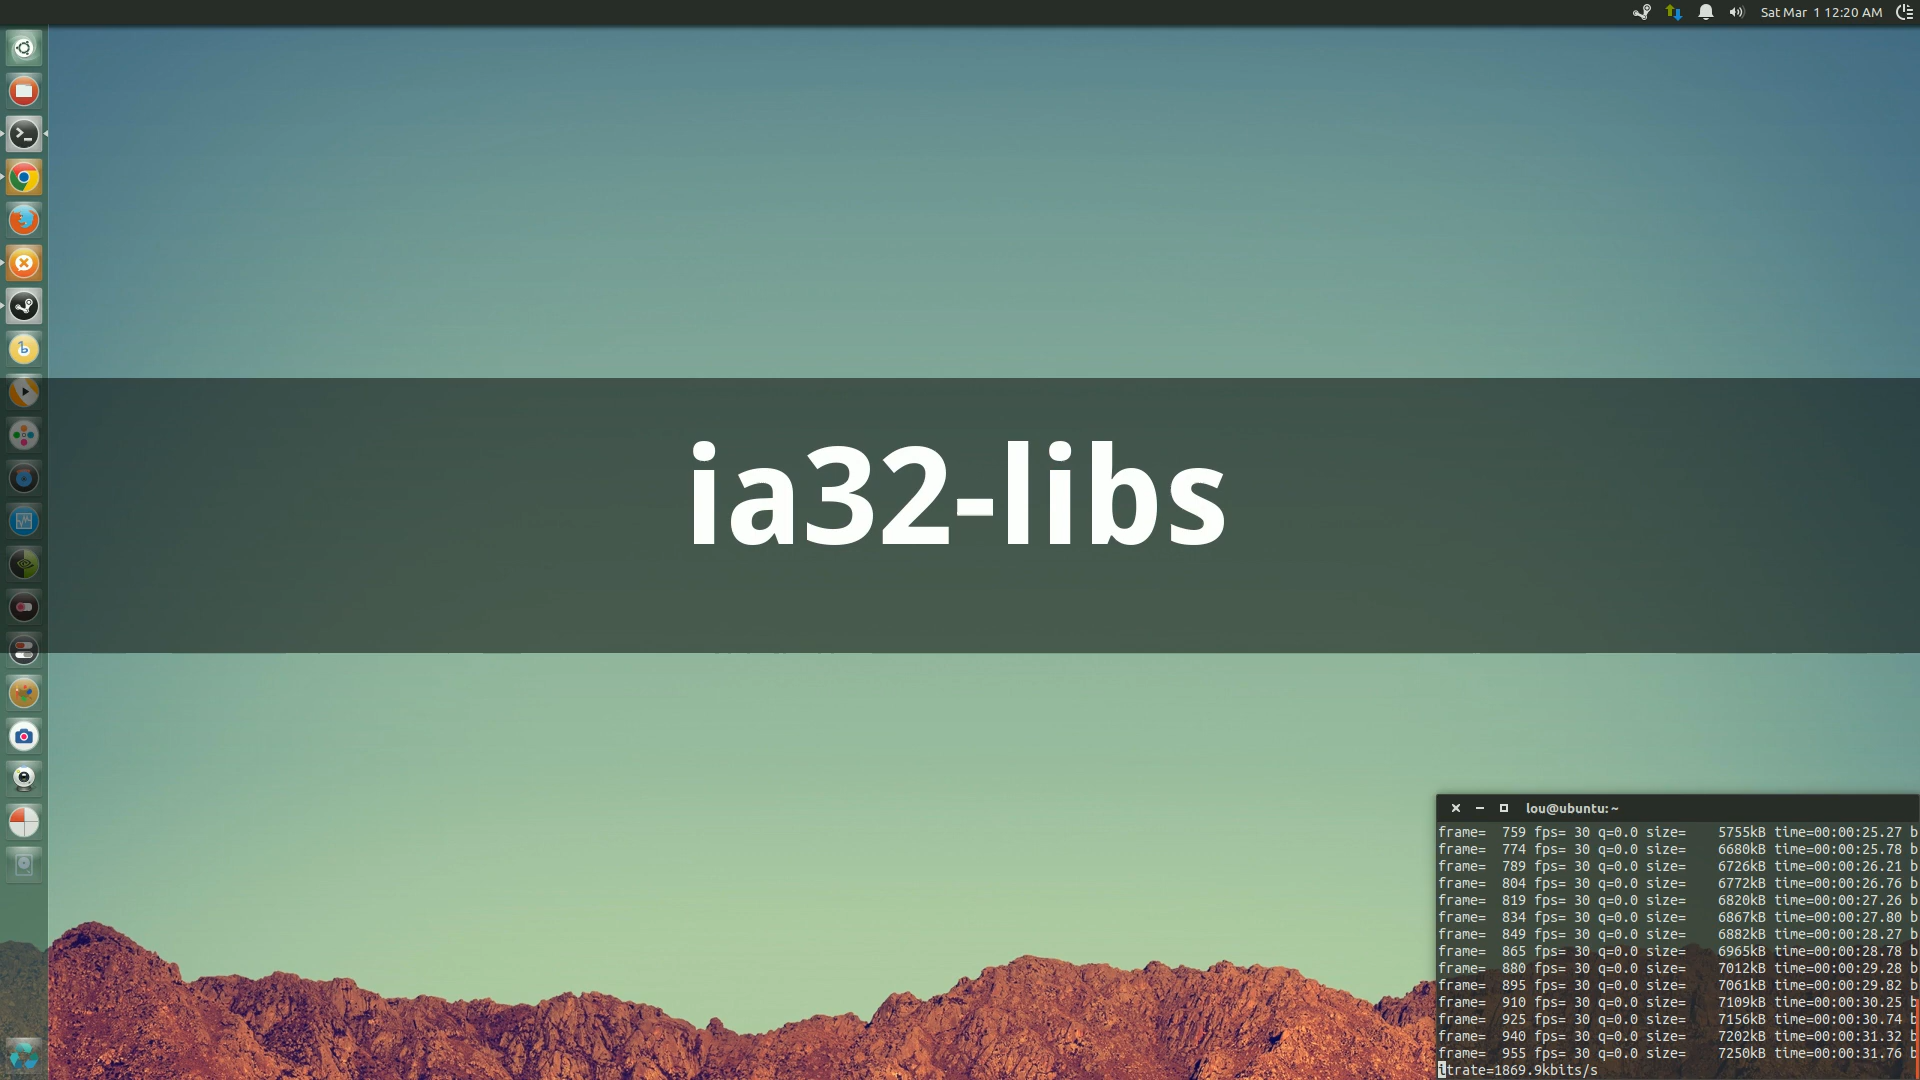 Sat Mar 1 12:20 AM
ia32-libs
lou@ubuntu: ~
frame=  759 fps= 30 q=0.0 size=    5755kB time=00:00:25.27 b
frame=  774 fps= 30 q=0.0 size=    6680kB time=00:00:25.78 b
frame=  789 fps= 30 q=0.0 size=    6726kB time=00:00:26.21 b
frame=  804 fps= 30 q=0.0 size=    6772kB time=00:00:26.76 b
frame=  819 fps= 30 q=0.0 size=    6820kB time=00:00:27.26 b
frame=  834 fps= 30 q=0.0 size=    6867kB time=00:00:27.80 b
frame=  849 fps= 30 q=0.0 size=    6882kB time=00:00:28.27 b
frame=  865 fps= 30 q=0.0 size=    6965kB time=00:00:28.78 b
frame=  880 fps= 30 q=0.0 size=    7012kB time=00:00:29.28 b
frame=  895 fps= 30 q=0.0 size=    7061kB time=00:00:29.82 b
frame=  910 fps= 30 q=0.0 size=    7109kB time=00:00:30.25 b
frame=  925 fps= 30 q=0.0 size=    7156kB time=00:00:30.74 b
frame=  940 fps= 30 q=0.0 size=    7202kB time=00:00:31.32 b
frame=  955 fps= 30 q=0.0 size=    7250kB time=00:00:31.76 b
itrate=1869.9kbits/s